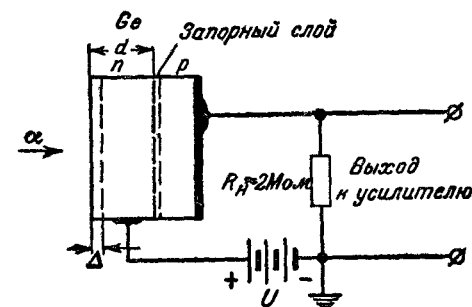 Ge
d
n
Запорный слой
p
α
Rн=2Мом
Выход
к усилителю
Δ
+
U
-